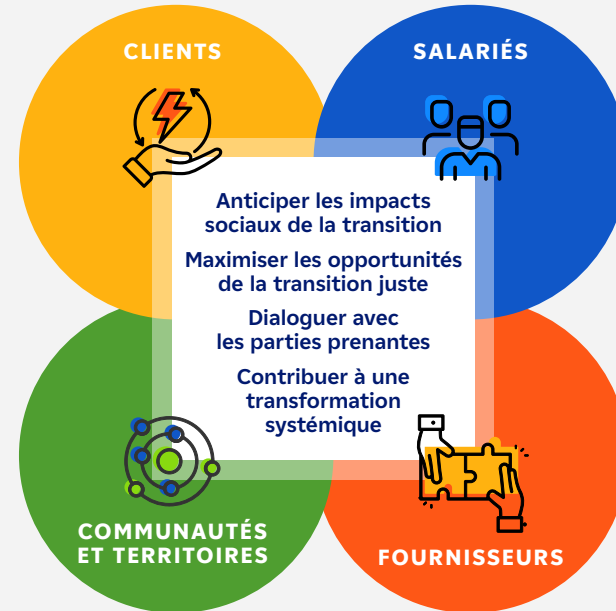 CLIENTS
SALARIÉS
Anticiper les impacts
sociaux de la transition
Maximiser les opportunités
de la transition juste
Dialoguer avec
les parties prenantes
Contribuer à une
transformation
systémique
COMMUNAUTÉS
ET TERRITOIRES
FOURNISSEURS